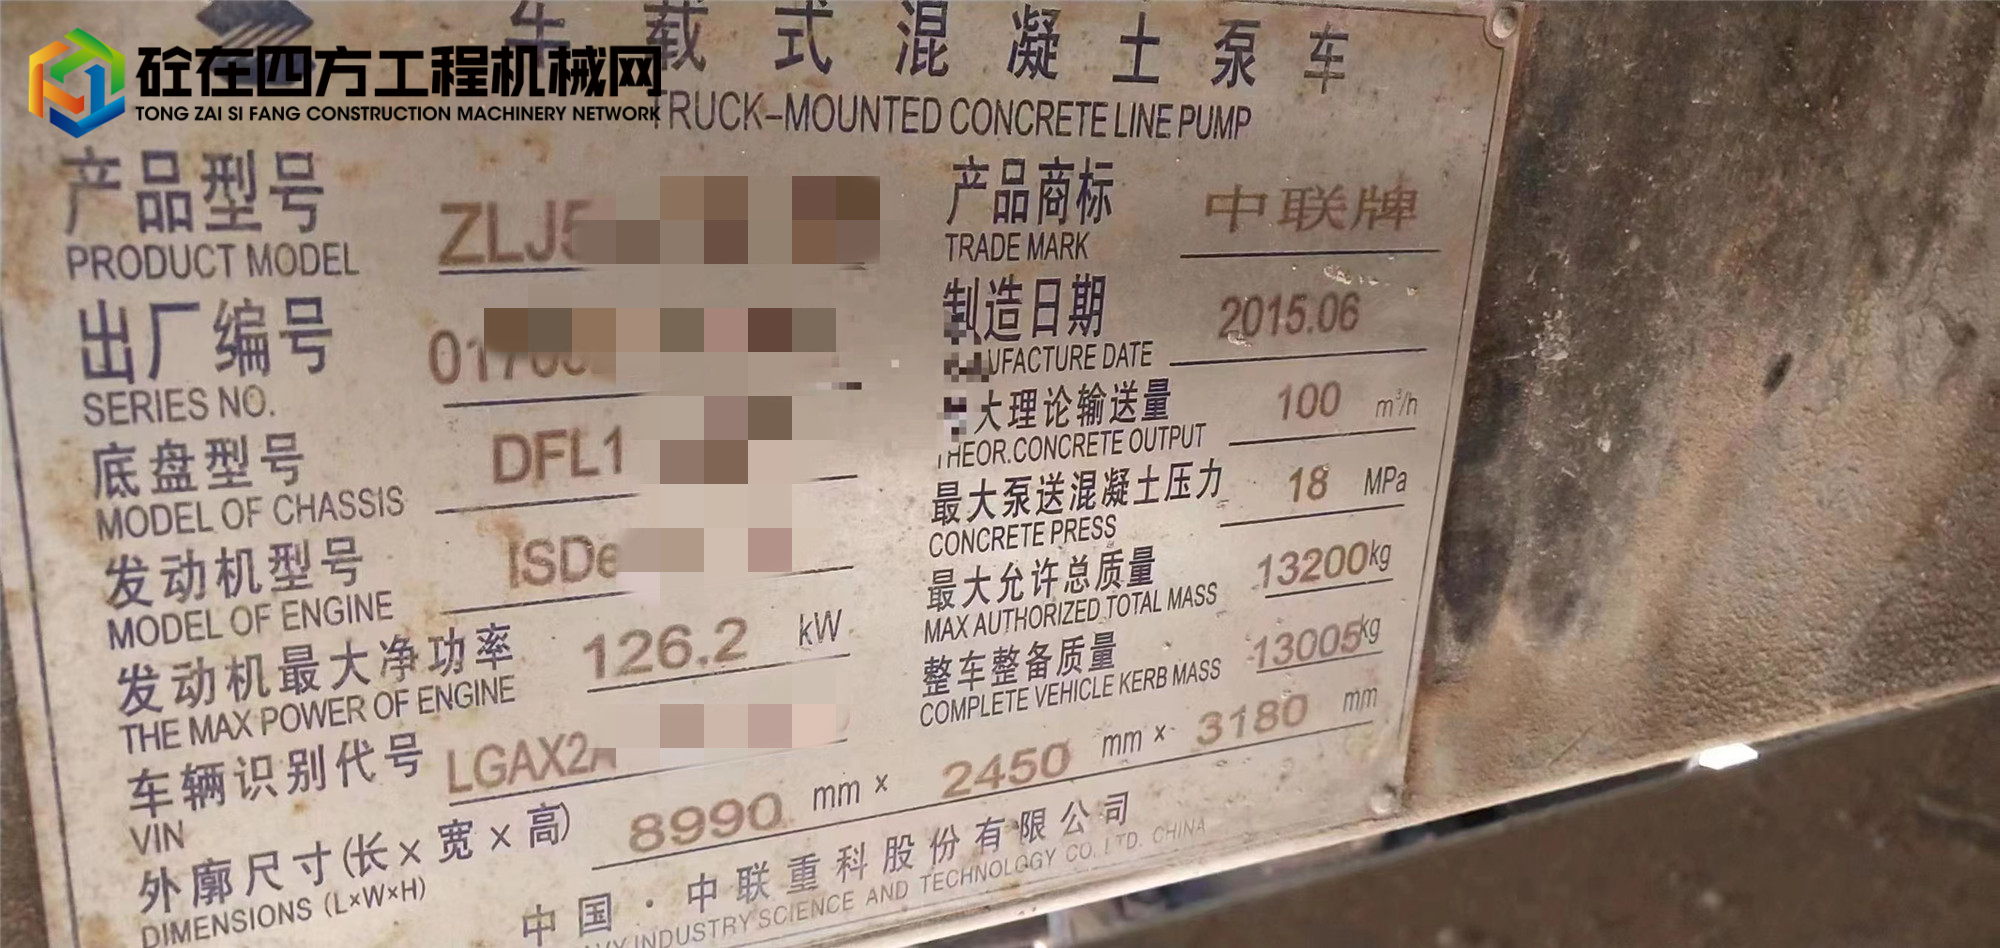 砼在四方工程机械网
TONG ZAI SI FANG CONSTRUCTION MACHINERY NETWORK
车载式混凝土泵车
TRUCK-MOUNTED CONCRETE LINE PUMP
产品型号 ZLJ5
PRODUCT MODEL
出厂编号
SERIES NO.
底盘型号 DFL1
MODEL OF CHASSIS
发动机型号 ISDe
MODEL OF ENGINE
发动机最大净功率 126.2 kW
THE MAX POWER OF ENGINE
车辆识别代号 LGAX2
VIN
产品商标 中联牌
TRADE MARK
制造日期 2015.06
MANUFACTURE DATE
大理论输送量 100 m³/h
THEOR.CONCRETE OUTPUT
最大泵送混凝土压力 18 MPa
CONCRETE PRESS
最大允许总质量 13200kg
MAX AUTHORIZED TOTAL MASS
整车整备质量 13005kg
COMPLETE VEHICLE KERB MASS
外廓尺寸(长×宽×高) 8990 mm × 2450 mm × 3180 mm
DIMENSIONS (L×W×H)
中国·中联重科股份有限公司
INDUSTRY SCIENCE AND TECHNOLOGY CO.,LTD. CHINA